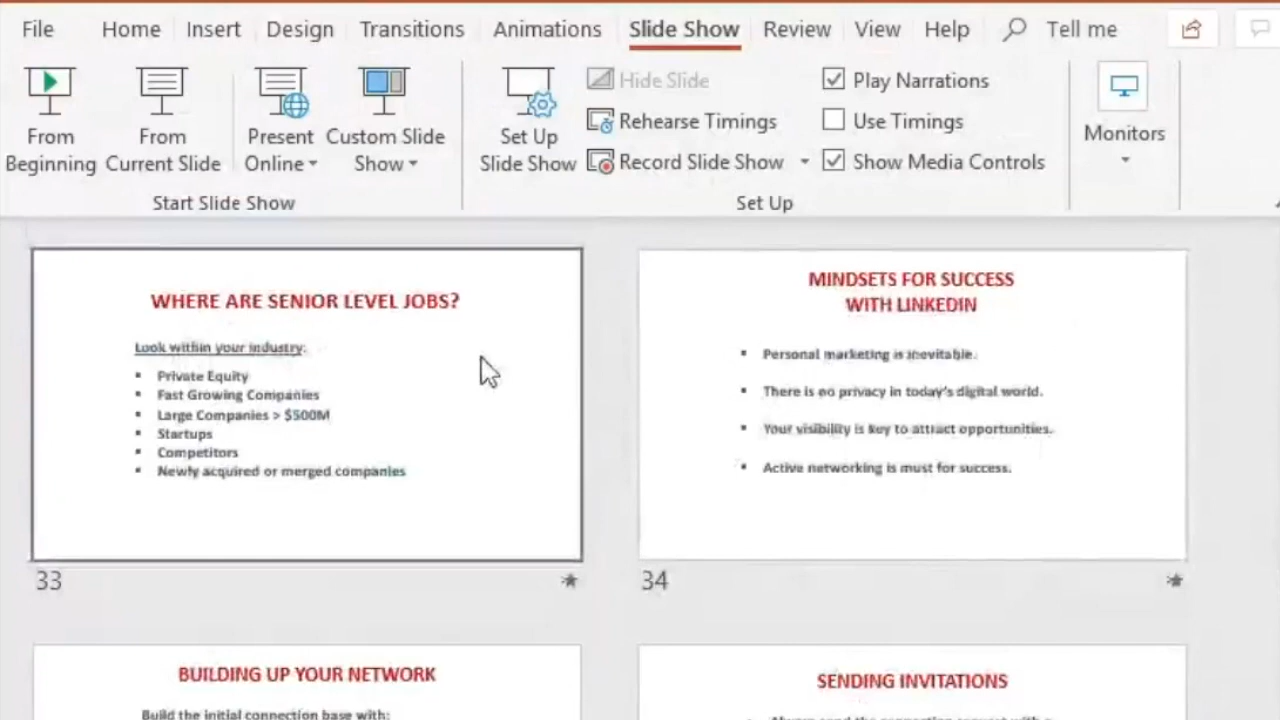 File Home Insert Design Transitions Animations Slide Show Review View Help Tell me
From Beginning
From Current Slide
Present Online
Custom Slide Show
Start Slide Show
Set Up Slide Show
Hide Slide
Rehearse Timings
Record Slide Show
Play Narrations
Use Timings
Show Media Controls
Set Up
Monitors
WHERE ARE SENIOR LEVEL JOBS?
Look within your industry:
▪ Private Equity
▪ Fast Growing Companies
▪ Large Companies > $500M
▪ Startups
▪ Competitors
▪ Newly acquired or merged companies
33
MINDSETS FOR SUCCESS
WITH LINKEDIN
▪ Personal marketing is inevitable.
▪ There is no privacy in today's digital world.
▪ Your visibility is key to attract opportunities.
▪ Active networking is must for success.
34
BUILDING UP YOUR NETWORK
Build the initial connection base with:
SENDING INVITATIONS
Always send the connection request with a